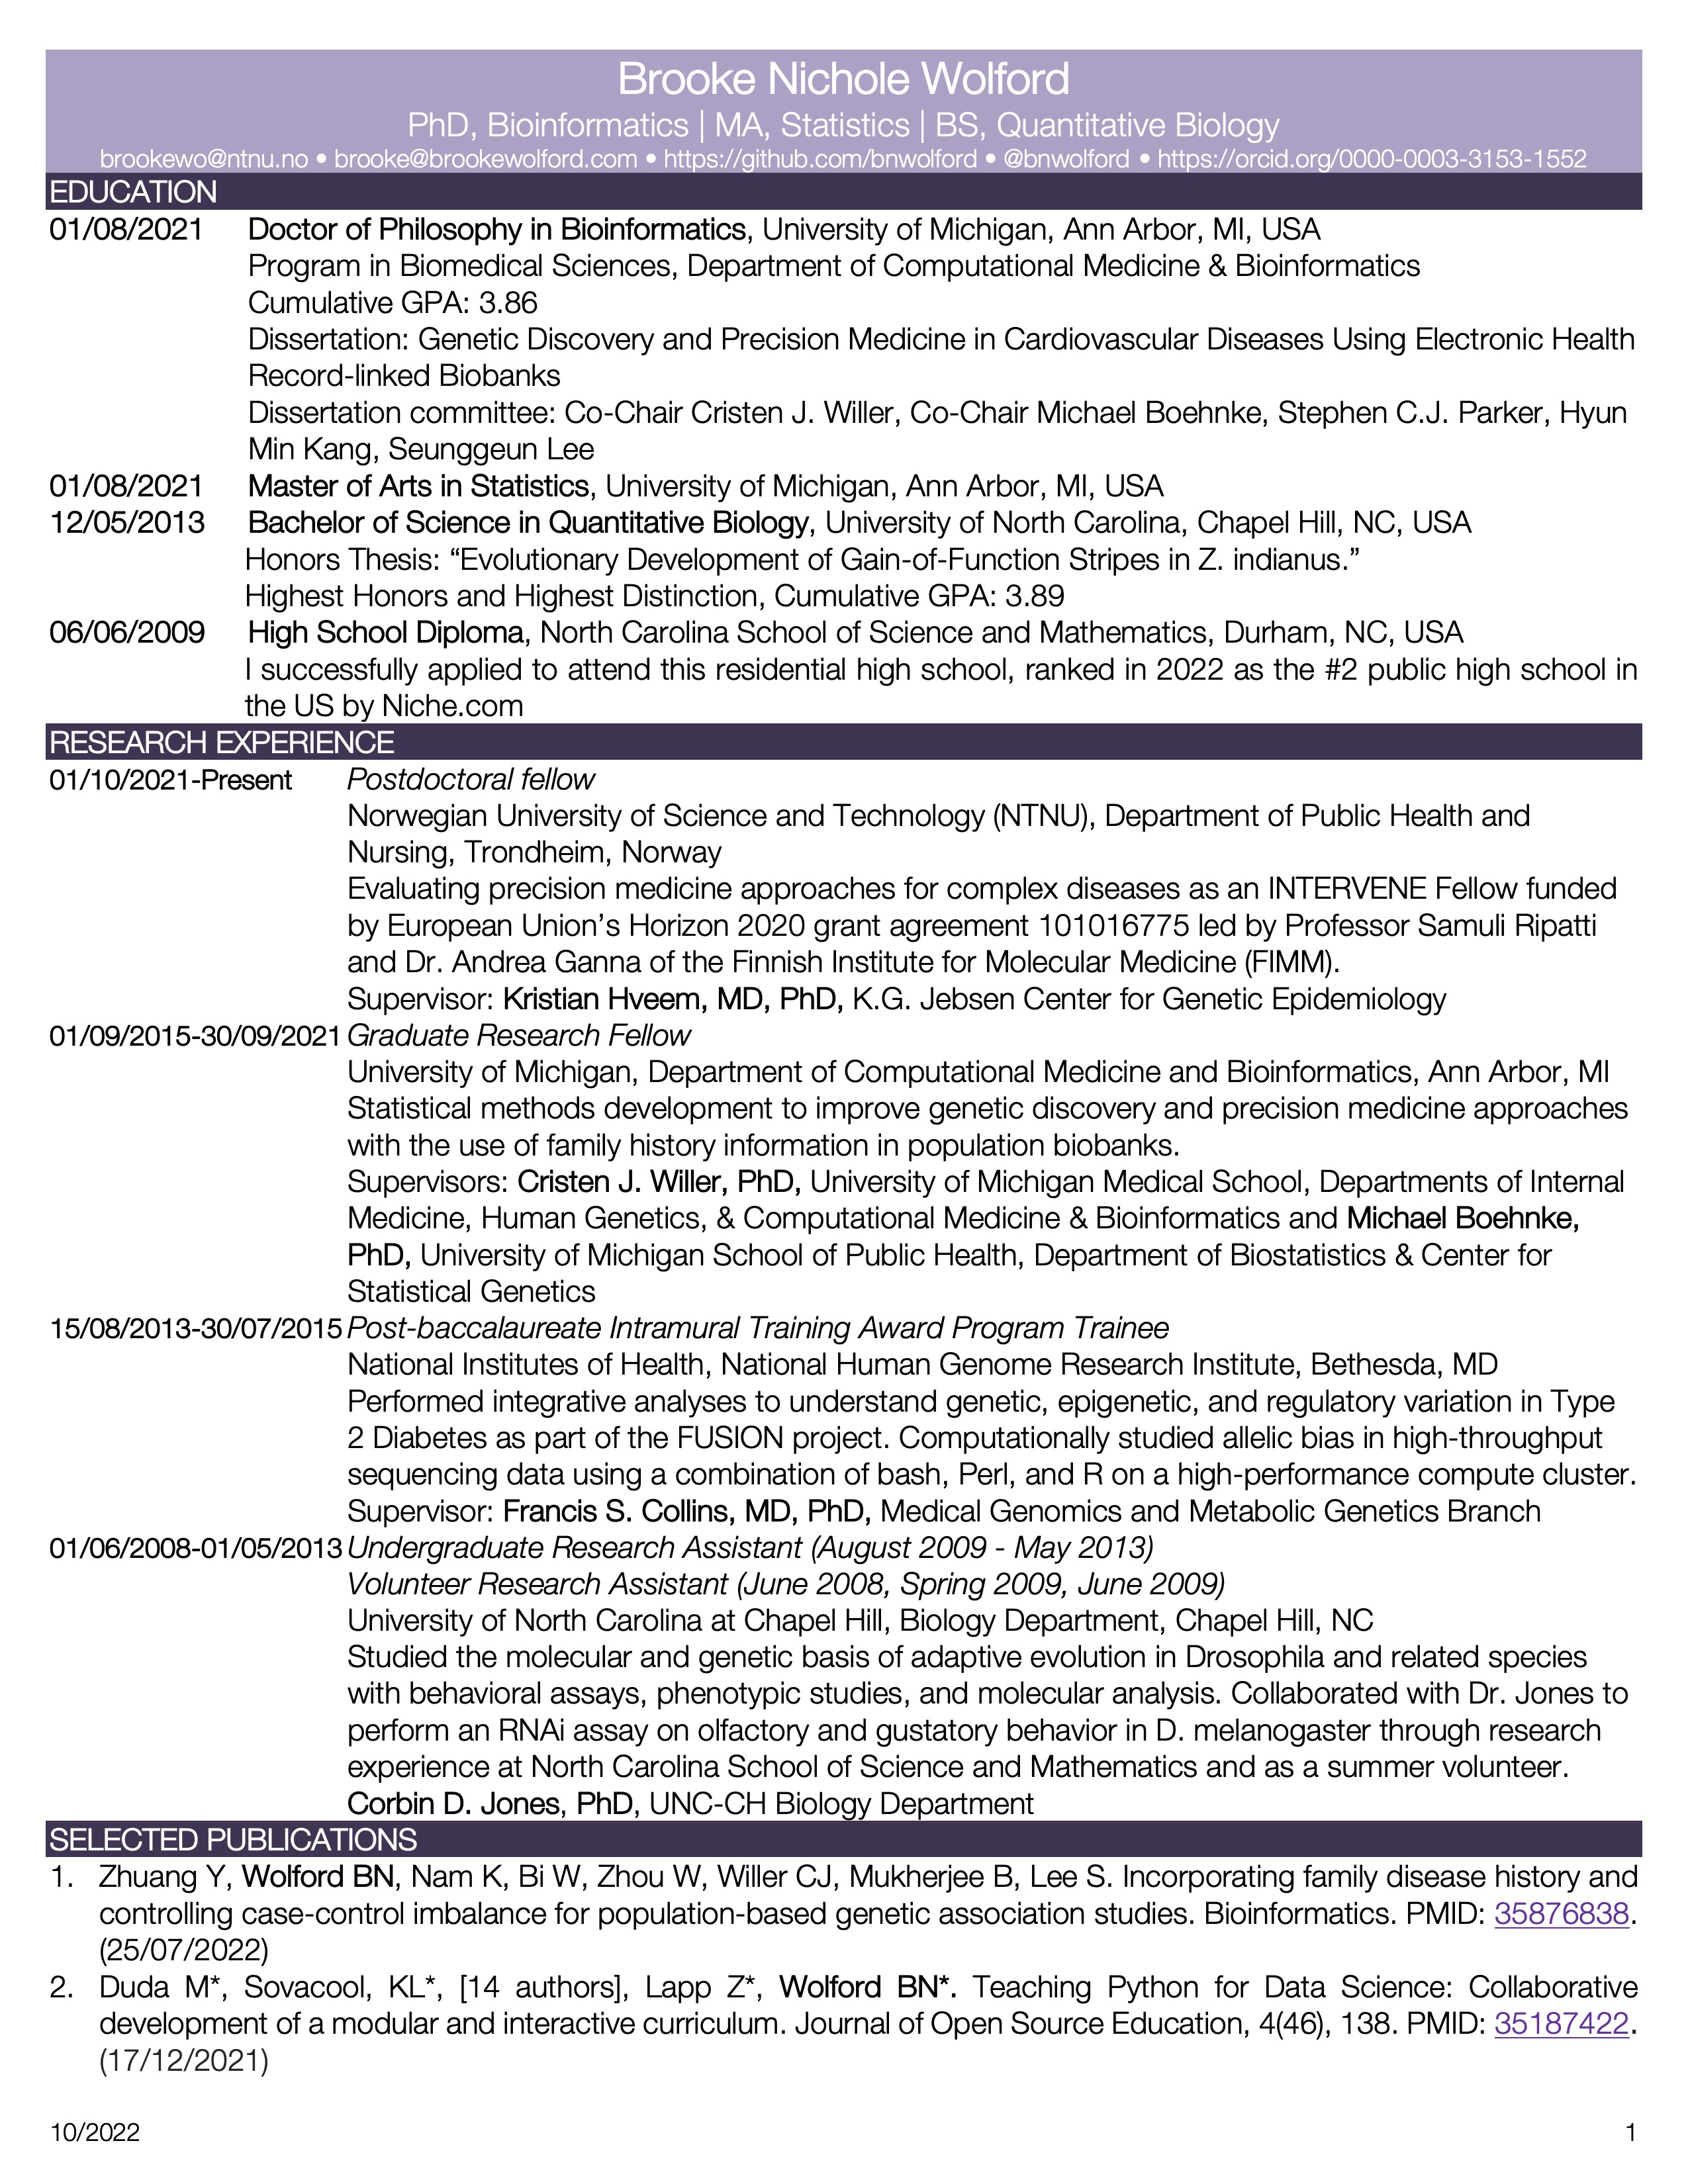 Brooke Nichole Wolford
PhD, Bioinformatics | MA, Statistics | BS, Quantitative Biology
brookewo@ntnu.no • brooke@brookewolford.com • https://github.com/bnwolford • @bnwolford • https://orcid.org/0000-0003-3153-1552
EDUCATION
01/08/2021 Doctor of Philosophy in Bioinformatics, University of Michigan, Ann Arbor, MI, USA
Program in Biomedical Sciences, Department of Computational Medicine & Bioinformatics
Cumulative GPA: 3.86
Dissertation: Genetic Discovery and Precision Medicine in Cardiovascular Diseases Using Electronic Health
Record-linked Biobanks
Dissertation committee: Co-Chair Cristen J. Willer, Co-Chair Michael Boehnke, Stephen C.J. Parker, Hyun
Min Kang, Seunggeun Lee
01/08/2021 Master of Arts in Statistics, University of Michigan, Ann Arbor, MI, USA
12/05/2013 Bachelor of Science in Quantitative Biology, University of North Carolina, Chapel Hill, NC, USA
Honors Thesis: “Evolutionary Development of Gain-of-Function Stripes in Z. indianus.”
Highest Honors and Highest Distinction, Cumulative GPA: 3.89
06/06/2009 High School Diploma, North Carolina School of Science and Mathematics, Durham, NC, USA
I successfully applied to attend this residential high school, ranked in 2022 as the #2 public high school in
the US by Niche.com
RESEARCH EXPERIENCE
01/10/2021-Present Postdoctoral fellow
Norwegian University of Science and Technology (NTNU), Department of Public Health and
Nursing, Trondheim, Norway
Evaluating precision medicine approaches for complex diseases as an INTERVENE Fellow funded
by European Union’s Horizon 2020 grant agreement 101016775 led by Professor Samuli Ripatti
and Dr. Andrea Ganna of the Finnish Institute for Molecular Medicine (FIMM).
Supervisor: Kristian Hveem, MD, PhD, K.G. Jebsen Center for Genetic Epidemiology
01/09/2015-30/09/2021 Graduate Research Fellow
University of Michigan, Department of Computational Medicine and Bioinformatics, Ann Arbor, MI
Statistical methods development to improve genetic discovery and precision medicine approaches
with the use of family history information in population biobanks.
Supervisors: Cristen J. Willer, PhD, University of Michigan Medical School, Departments of Internal
Medicine, Human Genetics, & Computational Medicine & Bioinformatics and Michael Boehnke,
PhD, University of Michigan School of Public Health, Department of Biostatistics & Center for
Statistical Genetics
15/08/2013-30/07/2015 Post-baccalaureate Intramural Training Award Program Trainee
National Institutes of Health, National Human Genome Research Institute, Bethesda, MD
Performed integrative analyses to understand genetic, epigenetic, and regulatory variation in Type
2 Diabetes as part of the FUSION project. Computationally studied allelic bias in high-throughput
sequencing data using a combination of bash, Perl, and R on a high-performance compute cluster.
Supervisor: Francis S. Collins, MD, PhD, Medical Genomics and Metabolic Genetics Branch
01/06/2008-01/05/2013 Undergraduate Research Assistant (August 2009 - May 2013)
Volunteer Research Assistant (June 2008, Spring 2009, June 2009)
University of North Carolina at Chapel Hill, Biology Department, Chapel Hill, NC
Studied the molecular and genetic basis of adaptive evolution in Drosophila and related species
with behavioral assays, phenotypic studies, and molecular analysis. Collaborated with Dr. Jones to
perform an RNAi assay on olfactory and gustatory behavior in D. melanogaster through research
experience at North Carolina School of Science and Mathematics and as a summer volunteer.
Corbin D. Jones, PhD, UNC-CH Biology Department
SELECTED PUBLICATIONS
1. Zhuang Y, Wolford BN, Nam K, Bi W, Zhou W, Willer CJ, Mukherjee B, Lee S. Incorporating family disease history and
controlling case-control imbalance for population-based genetic association studies. Bioinformatics. PMID: 35876838.
(25/07/2022)
2. Duda M*, Sovacool, KL*, [14 authors], Lapp Z*, Wolford BN*. Teaching Python for Data Science: Collaborative
development of a modular and interactive curriculum. Journal of Open Source Education, 4(46), 138. PMID: 35187422.
(17/12/2021)
10/2022 1